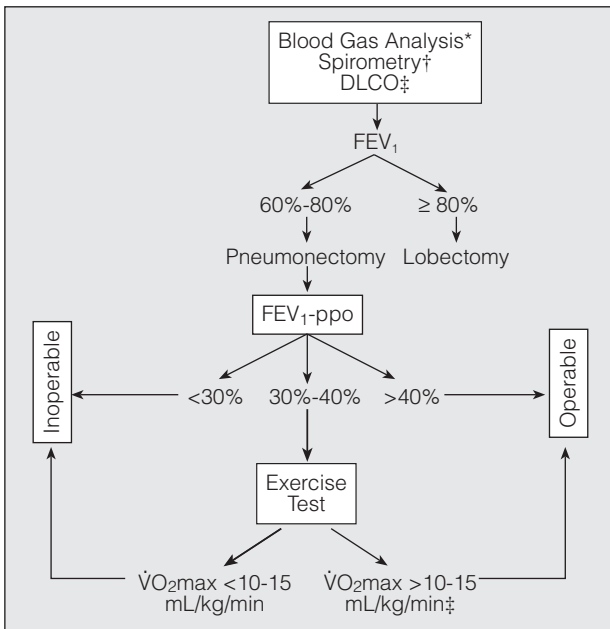 Blood Gas Analysis*
Spirometry†
DLCO‡
FEV₁
60%-80%
≥ 80%
Pneumonectomy
Lobectomy
FEV₁-ppo
Inoperable
<30%
30%-40%
>40%
Operable
Exercise
Test
V̇O₂max <10-15
mL/kg/min
V̇O₂max >10-15
mL/kg/min‡